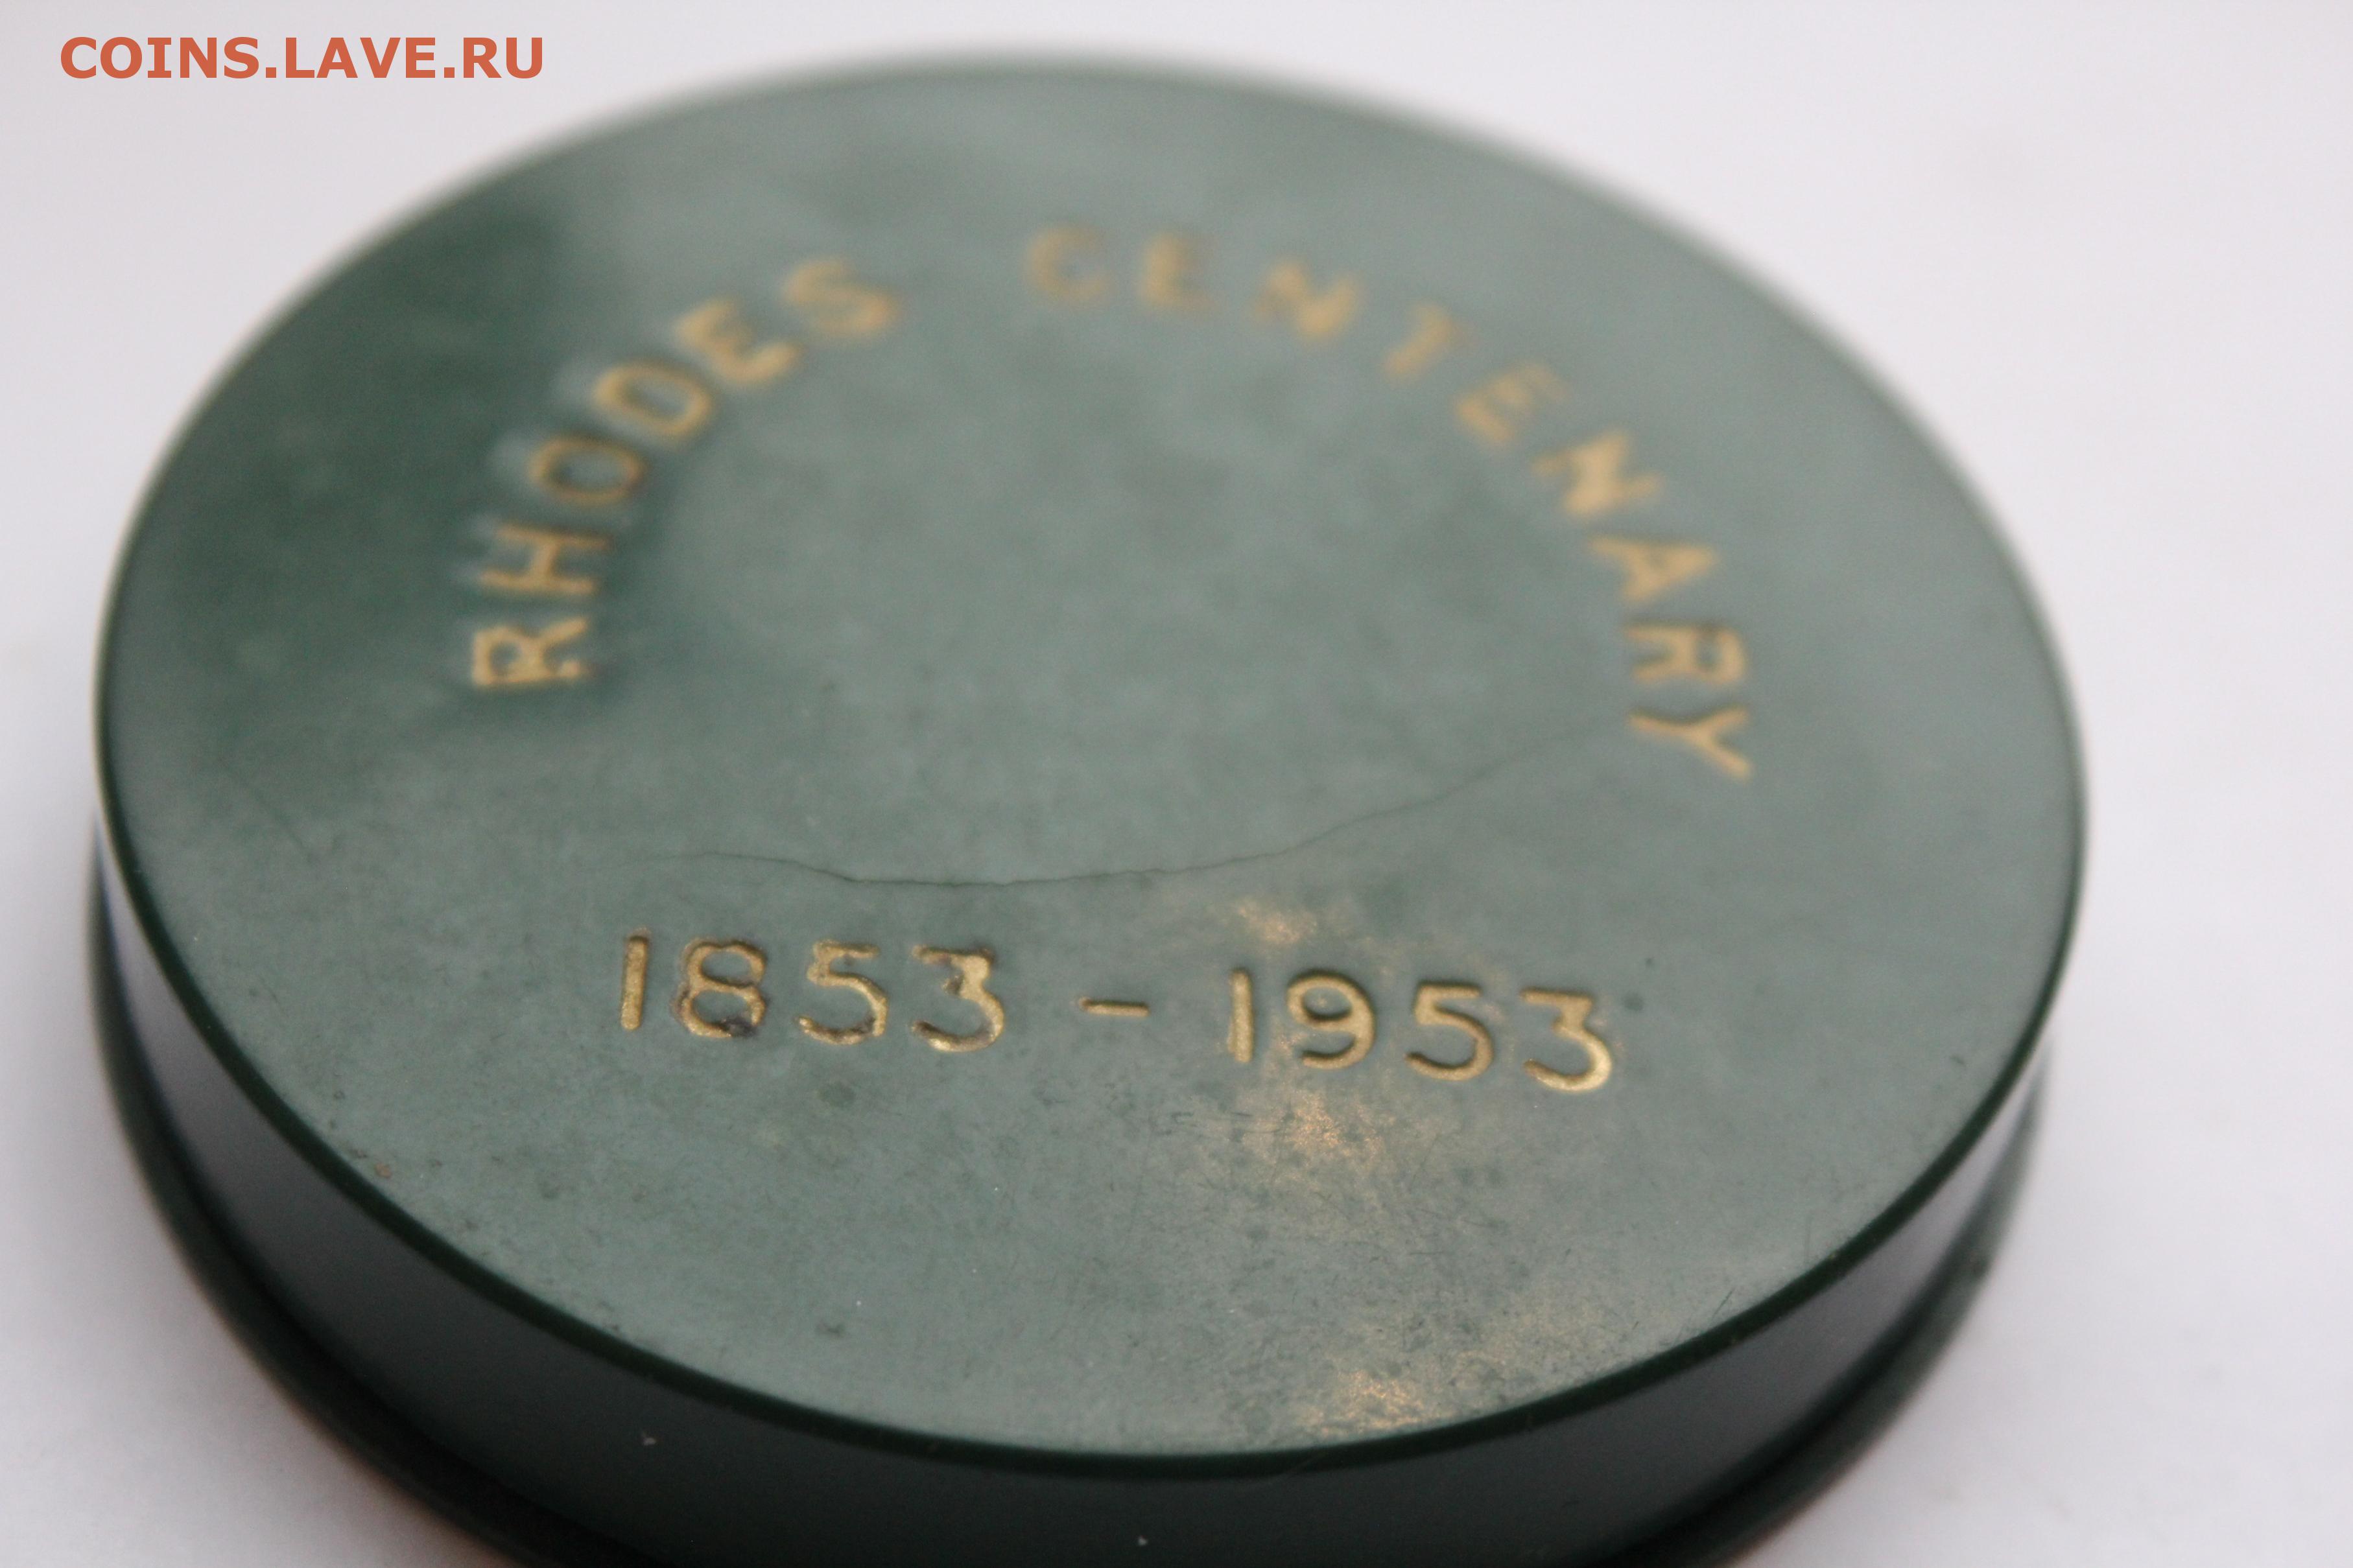 COINS.LAVE.RU
RHODES CENTENARY
1853 - 1953